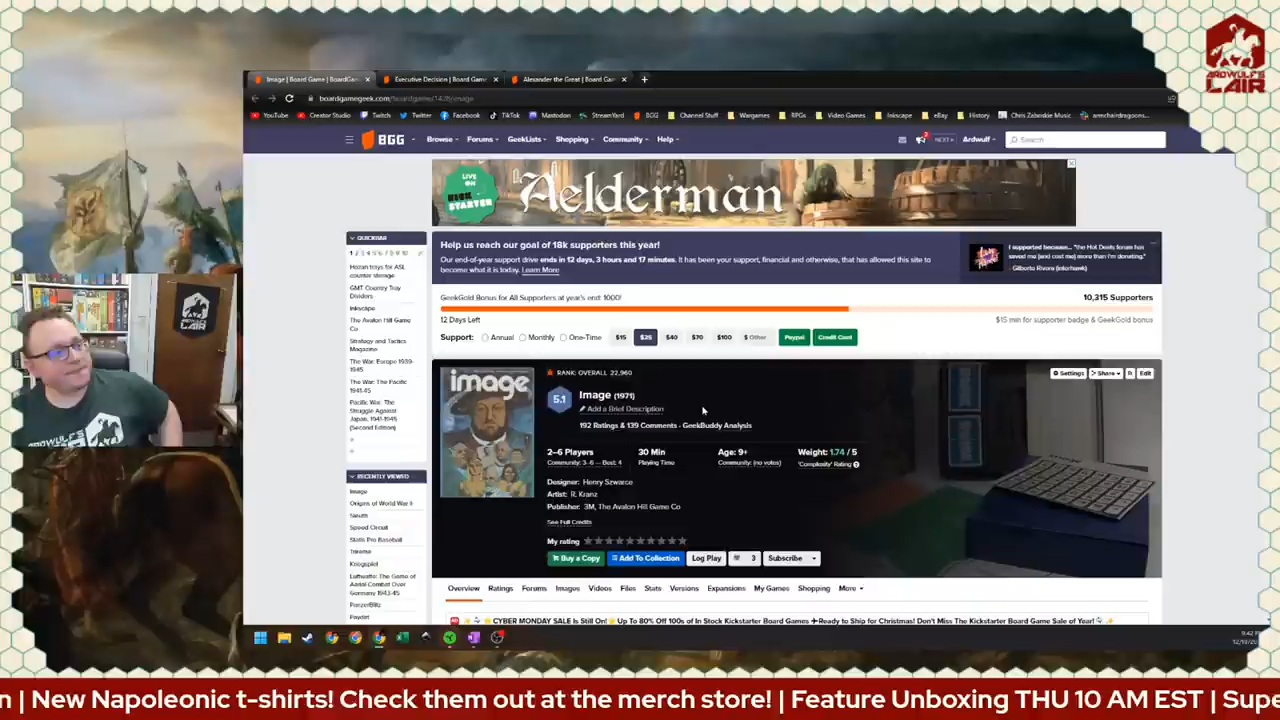 ARDWULF'S
LAIR
Image | Board Game | BoardGam
Executive Decision | Board Game
Alexander the Great | Board Gam
boardgamegeek.com/boardgame/1428/image
YouTube Creator Studio Twitch Twitter Facebook TikTok Mastodon StreamYard BGG Channel Stuff Wargames RPGs Video Games Inkscape eBay History Chris Zabriskie Music armchairdragoons...
BGG Browse Forums GeekLists Shopping Community Help Ardwulf Search
LIVE
ON
KICK
STARTER
Aelderman
QUICKBAR
Hozan trays for ASL
counter storage
GMT Country Tray
Dividers
Inkscape
The Avalon Hill Game
Co
Strategy and Tactics
Magazine
The War: Europe 1939-
1945
The War: The Pacific
1941-45
Pacific War: The
Struggle Against
Japan, 1941-1945
(Second Edition)
Help us reach our goal of 18k supporters this year!
Our end-of-year support drive ends in 12 days, 3 hours and 17 minutes. It has been your support, financial and otherwise, that has allowed this site to
become what it is today. Learn More
I supported because... "the Hot Deals forum has
saved me (and cost me) more than I'm donating."
GeekGold Bonus for All Supporters at year's end: 1000!
10,315 Supporters
12 Days Left
$15 min for supporter badge & GeekGold bonus
Support: Annual Monthly One-Time $15 $25 $40 $70 $100 $ Other Paypal Credit Card
image
RANK: OVERALL 22,960
Settings Share Edit
5.1
Image (1971)
Add a Brief Description
192 Ratings & 139 Comments · GeekBuddy Analysis
2–6 Players
Community: 3–6 — Best: 4
30 Min
Playing Time
Age: 9+
Community: (no votes)
Weight: 1.74 / 5
'Complexity' Rating
Designer: Henry Szwarce
Artist: R. Kranz
Publisher: 3M, The Avalon Hill Game Co
See Full Credits
My rating
Buy a Copy Add To Collection Log Play 3 Subscribe
RECENTLY VIEWED
Image
Origins of World War II
Sleuth
Speed Circuit
Statis Pro Baseball
Trireme
Kriegspiel
Luftwaffe: The Game of
Aerial Combat Over
Germany 1943-45
PanzerBlitz
Payday
Overview Ratings Forums Images Videos Files Stats Versions Expansions My Games Shopping More
CYBER MONDAY SALE Is Still On! Up To 80% Off 100s of In Stock Kickstarter Board Games Ready to Ship for Christmas! Don't Miss The Kickstarter Board Game Sale of Year!
9:42
n | New Napoleonic t-shirts! Check them out at the merch store! | Feature Unboxing THU 10 AM EST | Supe